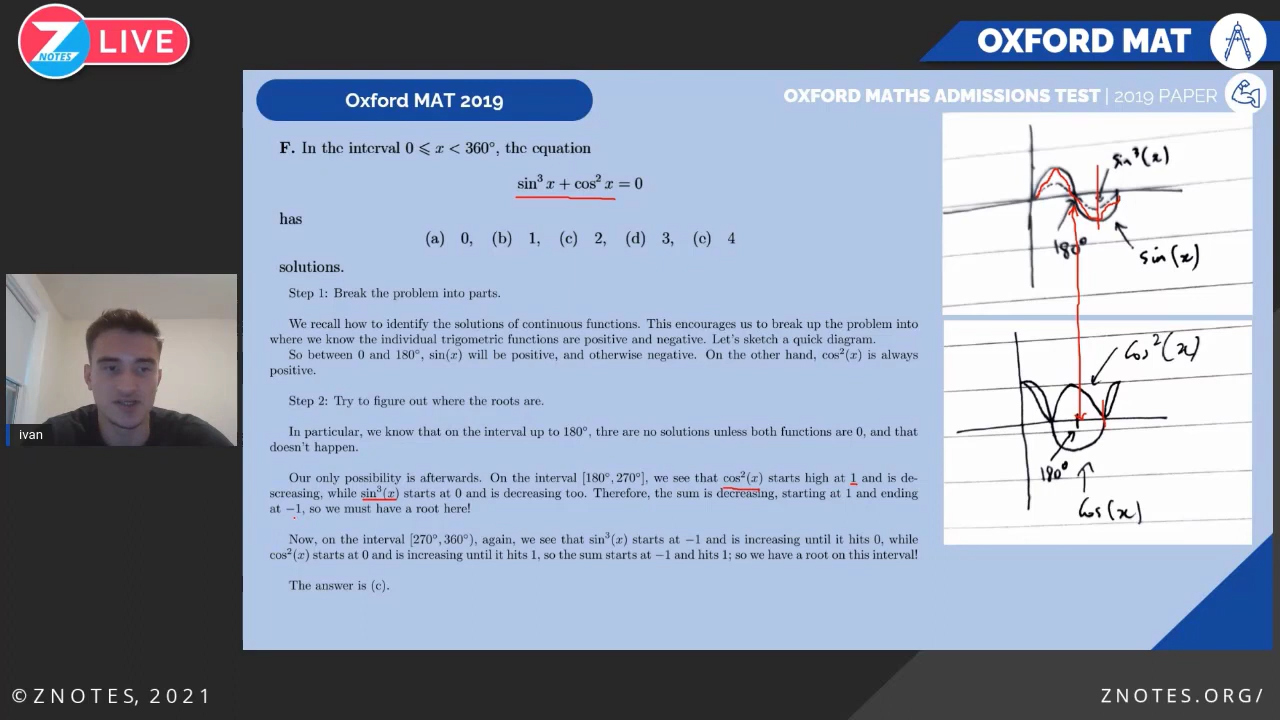 Z
NOTES
LIVE
OXFORD MAT
Oxford MAT 2019
OXFORD MATHS ADMISSIONS TEST | 2019 PAPER
F. In the interval 0 ⩽ x < 360°, the equation
sin³ x + cos² x = 0
has
(a) 0, (b) 1, (c) 2, (d) 3, (e) 4
solutions.
Step 1: Break the problem into parts.
We recall how to identify the solutions of continuous functions. This encourages us to break up the problem into
where we know the individual trigometric functions are positive and negative. Let's sketch a quick diagram.
So between 0 and 180°, sin(x) will be positive, and otherwise negative. On the other hand, cos²(x) is always
positive.
Step 2: Try to figure out where the roots are.
In particular, we know that on the interval up to 180°, thre are no solutions unless both functions are 0, and that
doesn't happen.
Our only possibility is afterwards. On the interval [180°, 270°], we see that cos²(x) starts high at 1 and is de-
screasing, while sin³(x) starts at 0 and is decreasing too. Therefore, the sum is decreasing, starting at 1 and ending
at −1, so we must have a root here!
Now, on the interval [270°, 360°), again, we see that sin³(x) starts at −1 and is increasing until it hits 0, while
cos²(x) starts at 0 and is increasing until it hits 1, so the sum starts at −1 and hits 1; so we have a root on this interval!
The answer is (c).
sin³(x)
180°
sin(x)
cos²(x)
180°
cos(x)
ivan
© ZNOTES, 2021
ZNOTES.ORG/